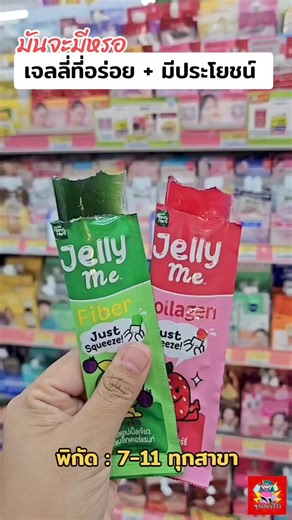 มันจะมีหรอ
เจลลี่ที่อร่อย + มีประโยชน์
Jelly
me
Fiber
Just
Squeeze!
Jelly
me
Collagen
Just
Squeeze!
พิกัด : 7-11 ทุกสาขา